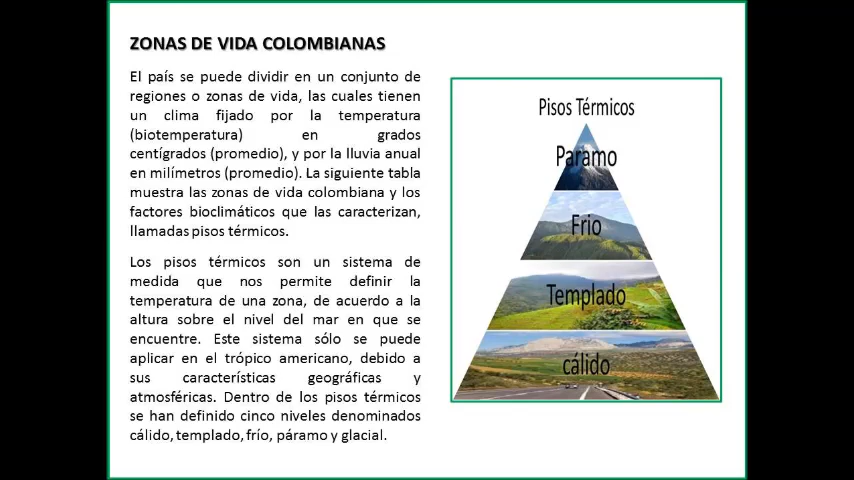 ZONAS DE VIDA COLOMBIANAS
El país se puede dividir en un conjunto de
regiones o zonas de vida, las cuales tienen
un clima fijado por la temperatura
(biotemperatura) en grados
centígrados (promedio), y por la lluvia anual
en milímetros (promedio). La siguiente tabla
muestra las zonas de vida colombiana y los
factores bioclimáticos que las caracterizan,
llamadas pisos térmicos.
Los pisos térmicos son un sistema de
medida que nos permite definir la
temperatura de una zona, de acuerdo a la
altura sobre el nivel del mar en que se
encuentre. Este sistema sólo se puede
aplicar en el trópico americano, debido a
sus características geográficas y
atmosféricas. Dentro de los pisos térmicos
se han definido cinco niveles denominados
cálido, templado, frío, páramo y glacial.
Pisos Térmicos
Paramo
Frio
Templado
cálido